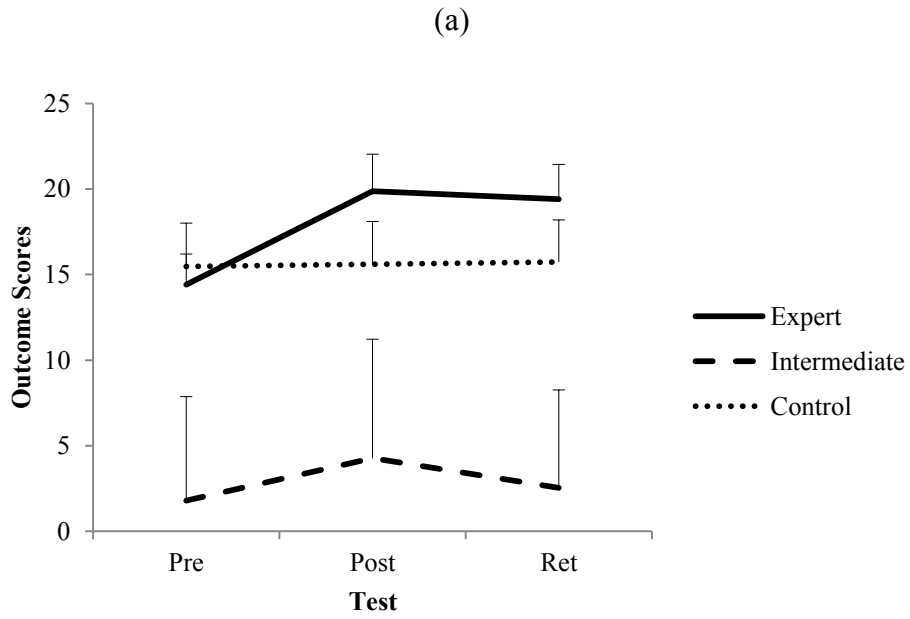 (a)
25
20
15
10
5
0
Outcome Scores
Pre Post Ret
Test
Expert
Intermediate
Control